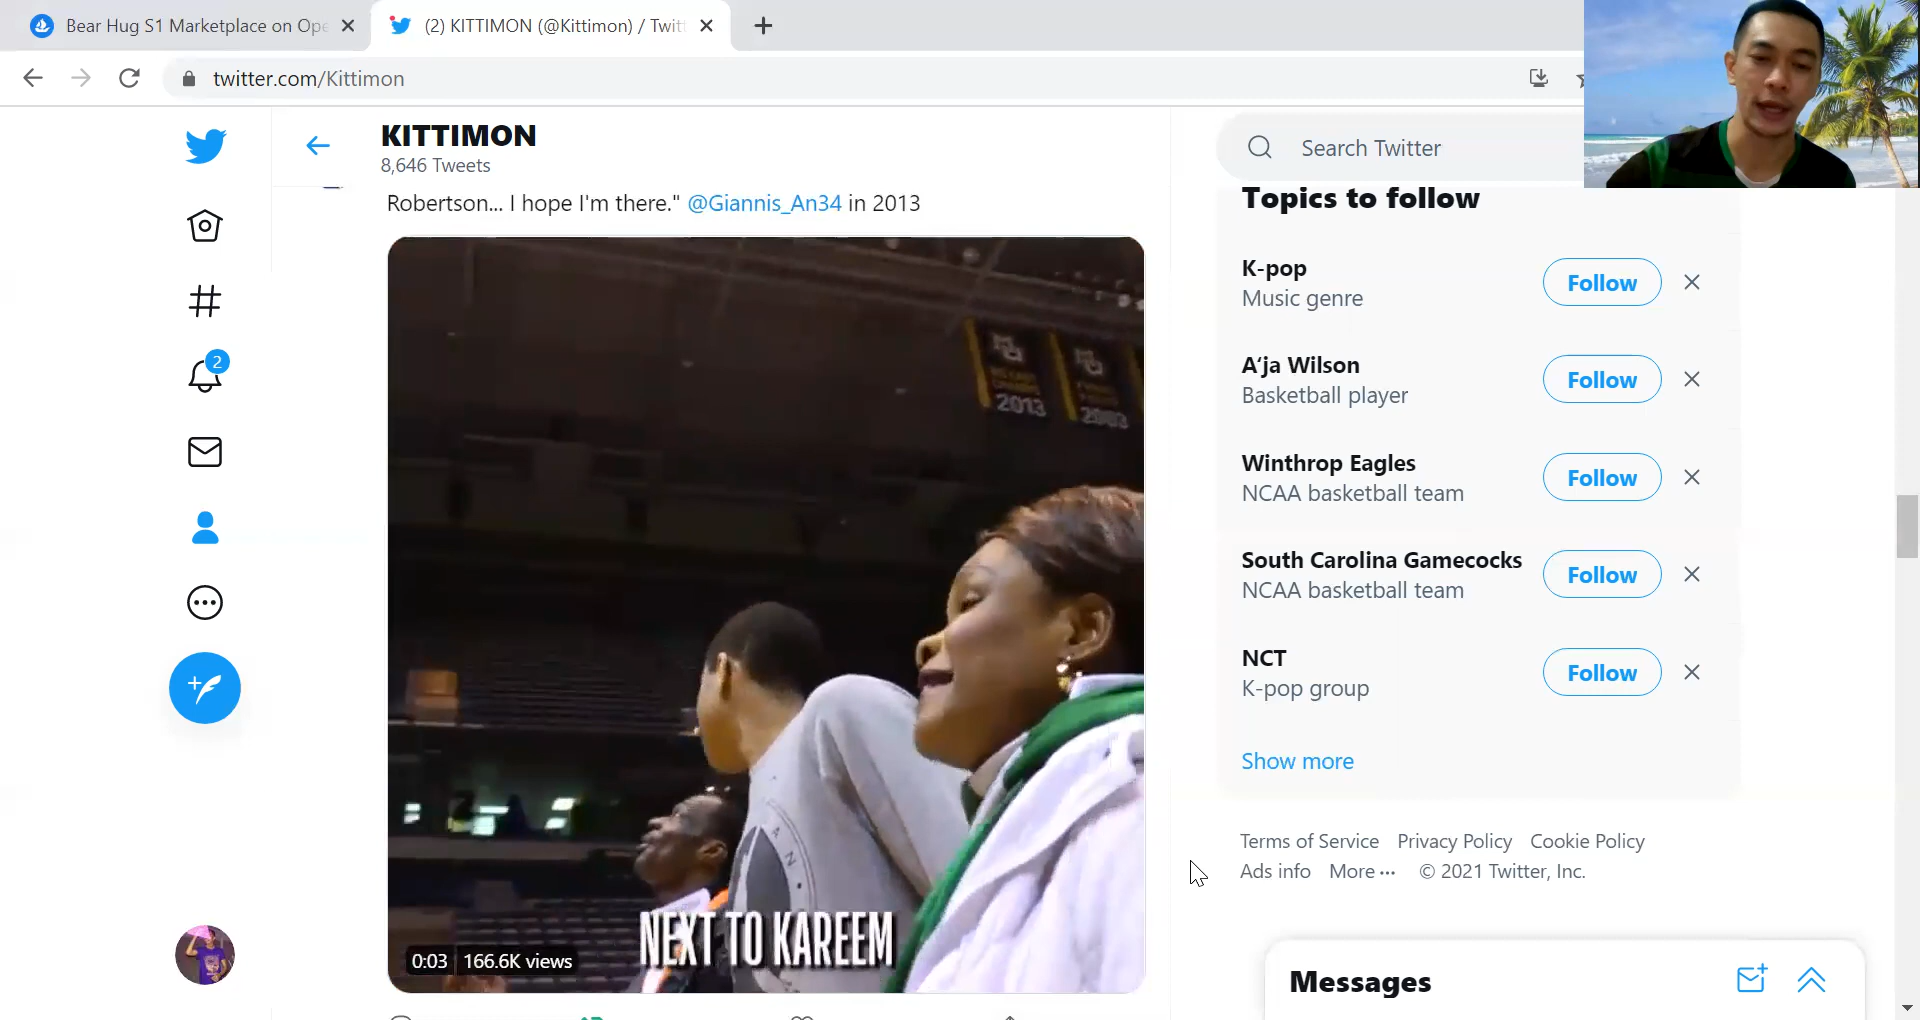 Bear Hug S1 Marketplace on Ope
(2) KITTIMON (@Kittimon) / Twitt
twitter.com/Kittimon
KITTIMON
8,646 Tweets
Robertson... I hope I'm there." @Giannis_An34 in 2013
2013
2003
NEXT TO KAREEM
0:03 166.6K views
2
Search Twitter
Topics to follow
K-pop
Music genre
Follow
A‘ja Wilson
Basketball player
Follow
Winthrop Eagles
NCAA basketball team
Follow
South Carolina Gamecocks
NCAA basketball team
Follow
NCT
K-pop group
Follow
Show more
Terms of Service Privacy Policy Cookie Policy
Ads info More ••• © 2021 Twitter, Inc.
Messages